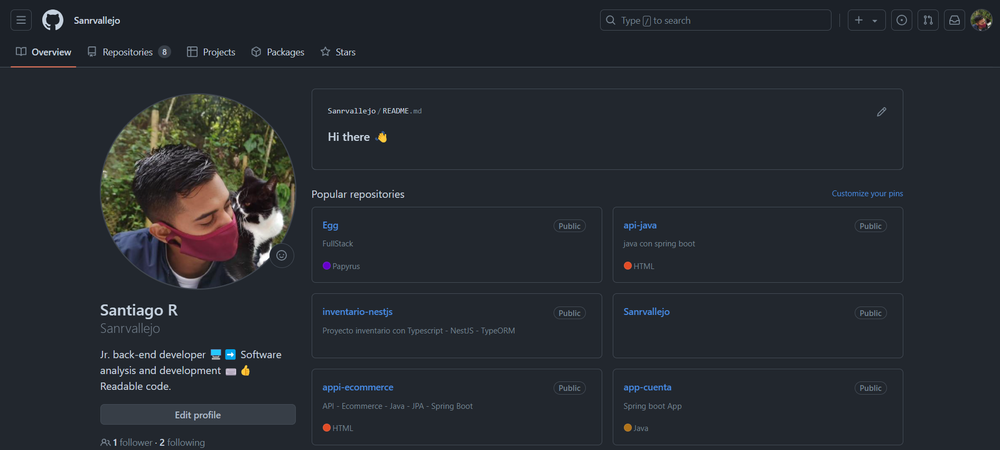 Sanrvallejo
Type / to search
Overview
Repositories 8
Projects
Packages
Stars
Sanrvallejo/README.md
Hi there 👋
Popular repositories
Customize your pins
Egg
Public
FullStack
Papyrus
api-java
Public
java con spring boot
HTML
inventario-nestjs
Public
Proyecto inventario con Typescript - NestJS - TypeORM
Sanrvallejo
Public
appi-ecommerce
Public
API - Ecommerce - Java - JPA - Spring Boot
HTML
app-cuenta
Public
Spring boot App
Java
Santiago R
Sanrvallejo
Jr. back-end developer 🖥️ ➡️ Software
analysis and development ⌨️ 👍
Readable code.
Edit profile
1 follower · 2 following